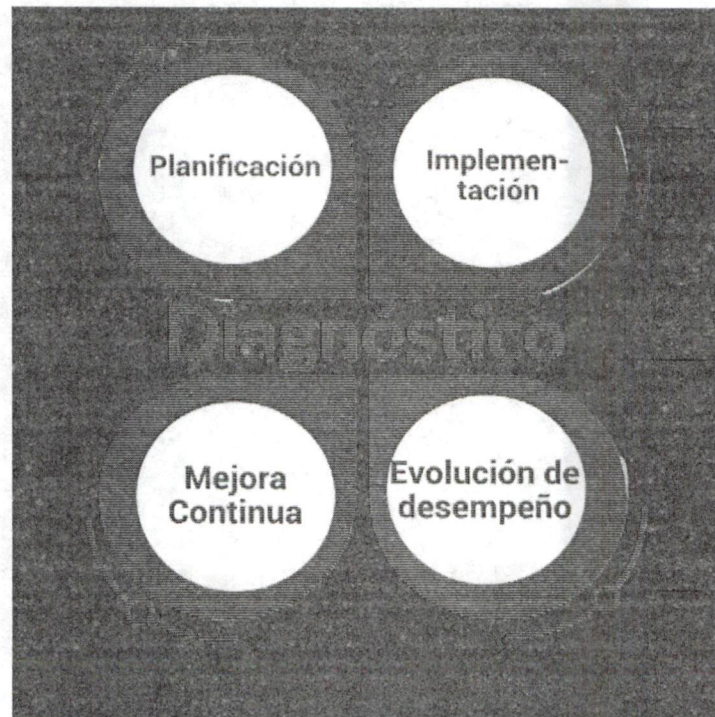 Planificación
Implemen-
tación
Diagnóstico
Mejora
Continua
Evolución de
desempeño